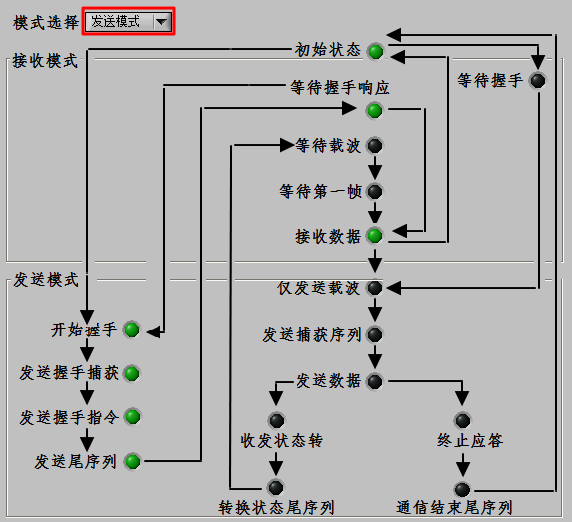 模式选择 发送模式
初始状态
接收模式
等待握手
等待握手响应
等待载波
等待第一帧
接收数据
发送模式
仅发送载波
开始握手
发送捕获序列
发送握手捕获
发送数据
发送握手指令
收发状态转
终止应答
发送尾序列
转换状态尾序列
通信结束尾序列